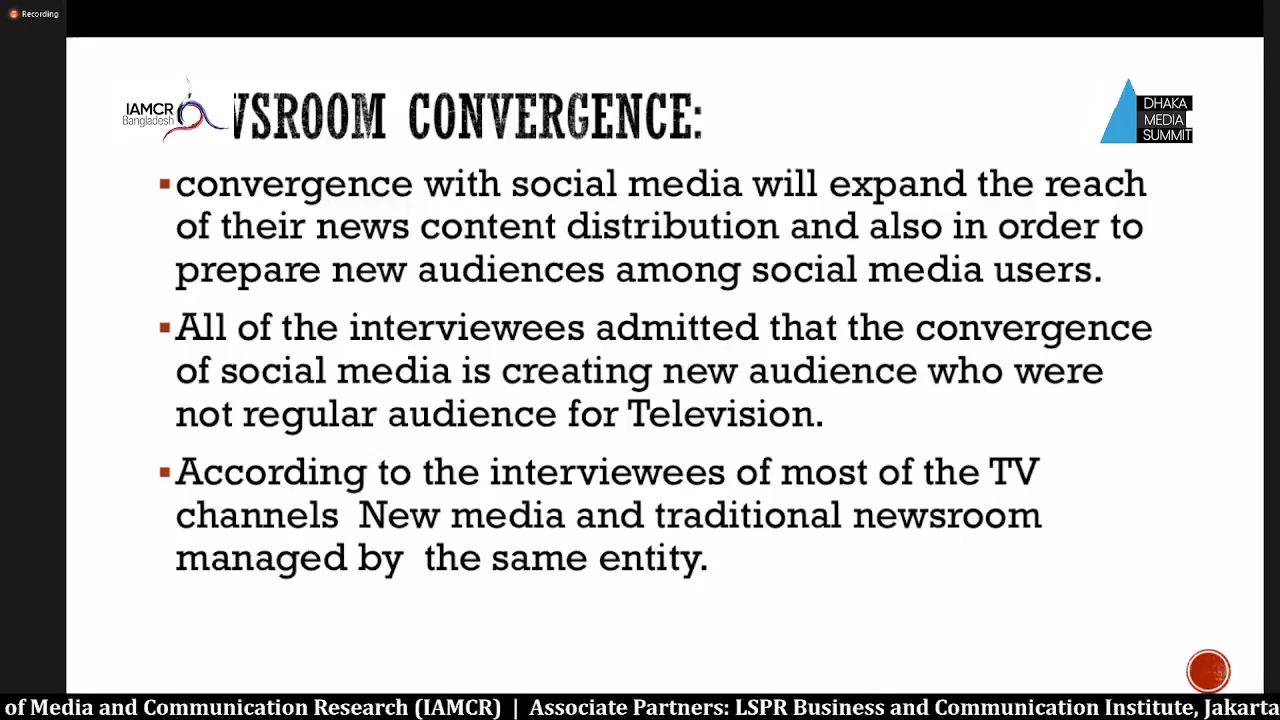 Recording
IAMCR
Bangladesh
WSROOM CONVERGENCE:
DHAKA
MEDIA
SUMMIT
▪convergence with social media will expand the reach
of their news content distribution and also in order to
prepare new audiences among social media users.
▪All of the interviewees admitted that the convergence
of social media is creating new audience who were
not regular audience for Television.
▪According to the interviewees of most of the TV
channels  New media and traditional newsroom
managed by  the same entity.
of Media and Communication Research (IAMCR) | Associate Partners: LSPR Business and Communication Institute, Jakarta